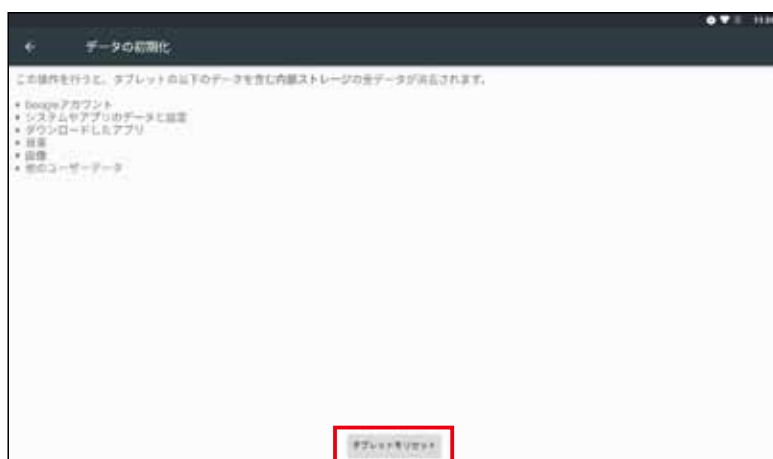 データの初期化
この操作を行うと、タブレットの以下のデータを含む内部ストレージの全データが消去されます。
• Googleアカウント
• システムやアプリのデータと設定
• ダウンロードしたアプリ
• 音楽
• 画像
• 他のユーザーデータ
タブレットをリセット